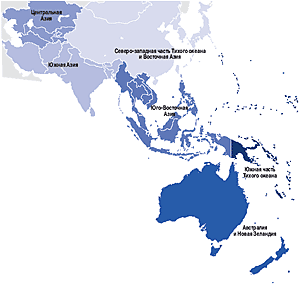 Центральная
Азия
Северо-западная часть Тихого океана
и Восточная Азия
Южная Азия
Юго-Восточная
Азия
Южная часть
Тихого океана
Австралия
и Новая Зеландия